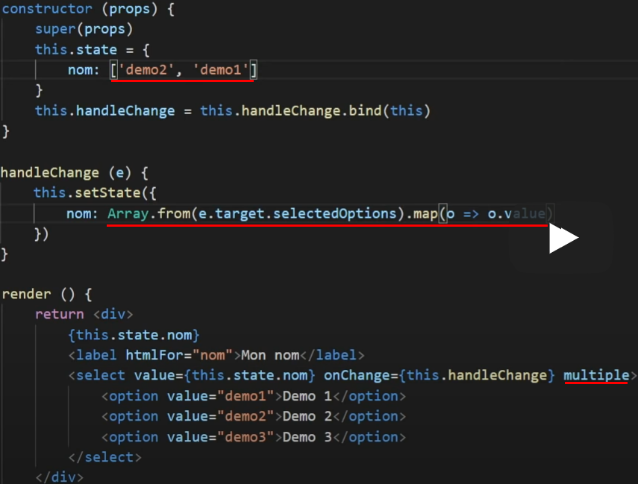 constructor (props) {
super(props)
this.state = {
nom: ['demo2', 'demo1']
}
this.handleChange = this.handleChange.bind(this)
}
handleChange (e) {
this.setState({
nom: Array.from(e.target.selectedOptions).map(o => o.value)
})
}
render () {
return <div>
{this.state.nom}
<label htmlFor="nom">Mon nom</label>
<select value={this.state.nom} onChange={this.handleChange} multiple>
<option value="demo1">Demo 1</option>
<option value="demo2">Demo 2</option>
<option value="demo3">Demo 3</option>
</select>
</div>